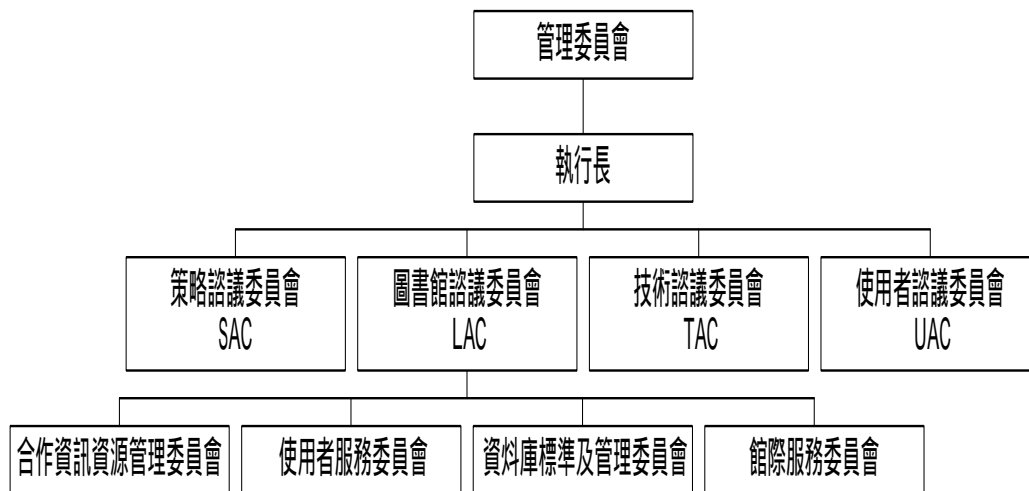 管理委員會
執行長
策略諮議委員會
SAC
圖書館諮議委員會
LAC
技術諮議委員會
TAC
使用者諮議委員會
UAC
合作資訊資源管理委員會
使用者服務委員會
資料庫標準及管理委員會
館際服務委員會